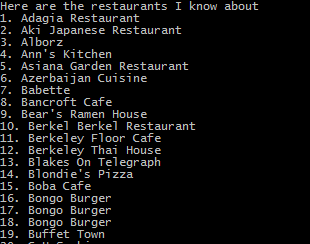 Here are the restaurants I know about
1. Adagia Restaurant
2. Aki Japanese Restaurant
3. Alborz
4. Ann's Kitchen
5. Asiana Garden Restaurant
6. Azerbaijan Cuisine
7. Babette
8. Bancroft Cafe
9. Bear's Ramen House
10. Berkel Berkel Restaurant
11. Berkeley Floor Cafe
12. Berkeley Thai House
13. Blakes On Telegraph
14. Blondie's Pizza
15. Boba Cafe
16. Bongo Burger
17. Bongo Burger
18. Bongo Burger
19. Buffet Town